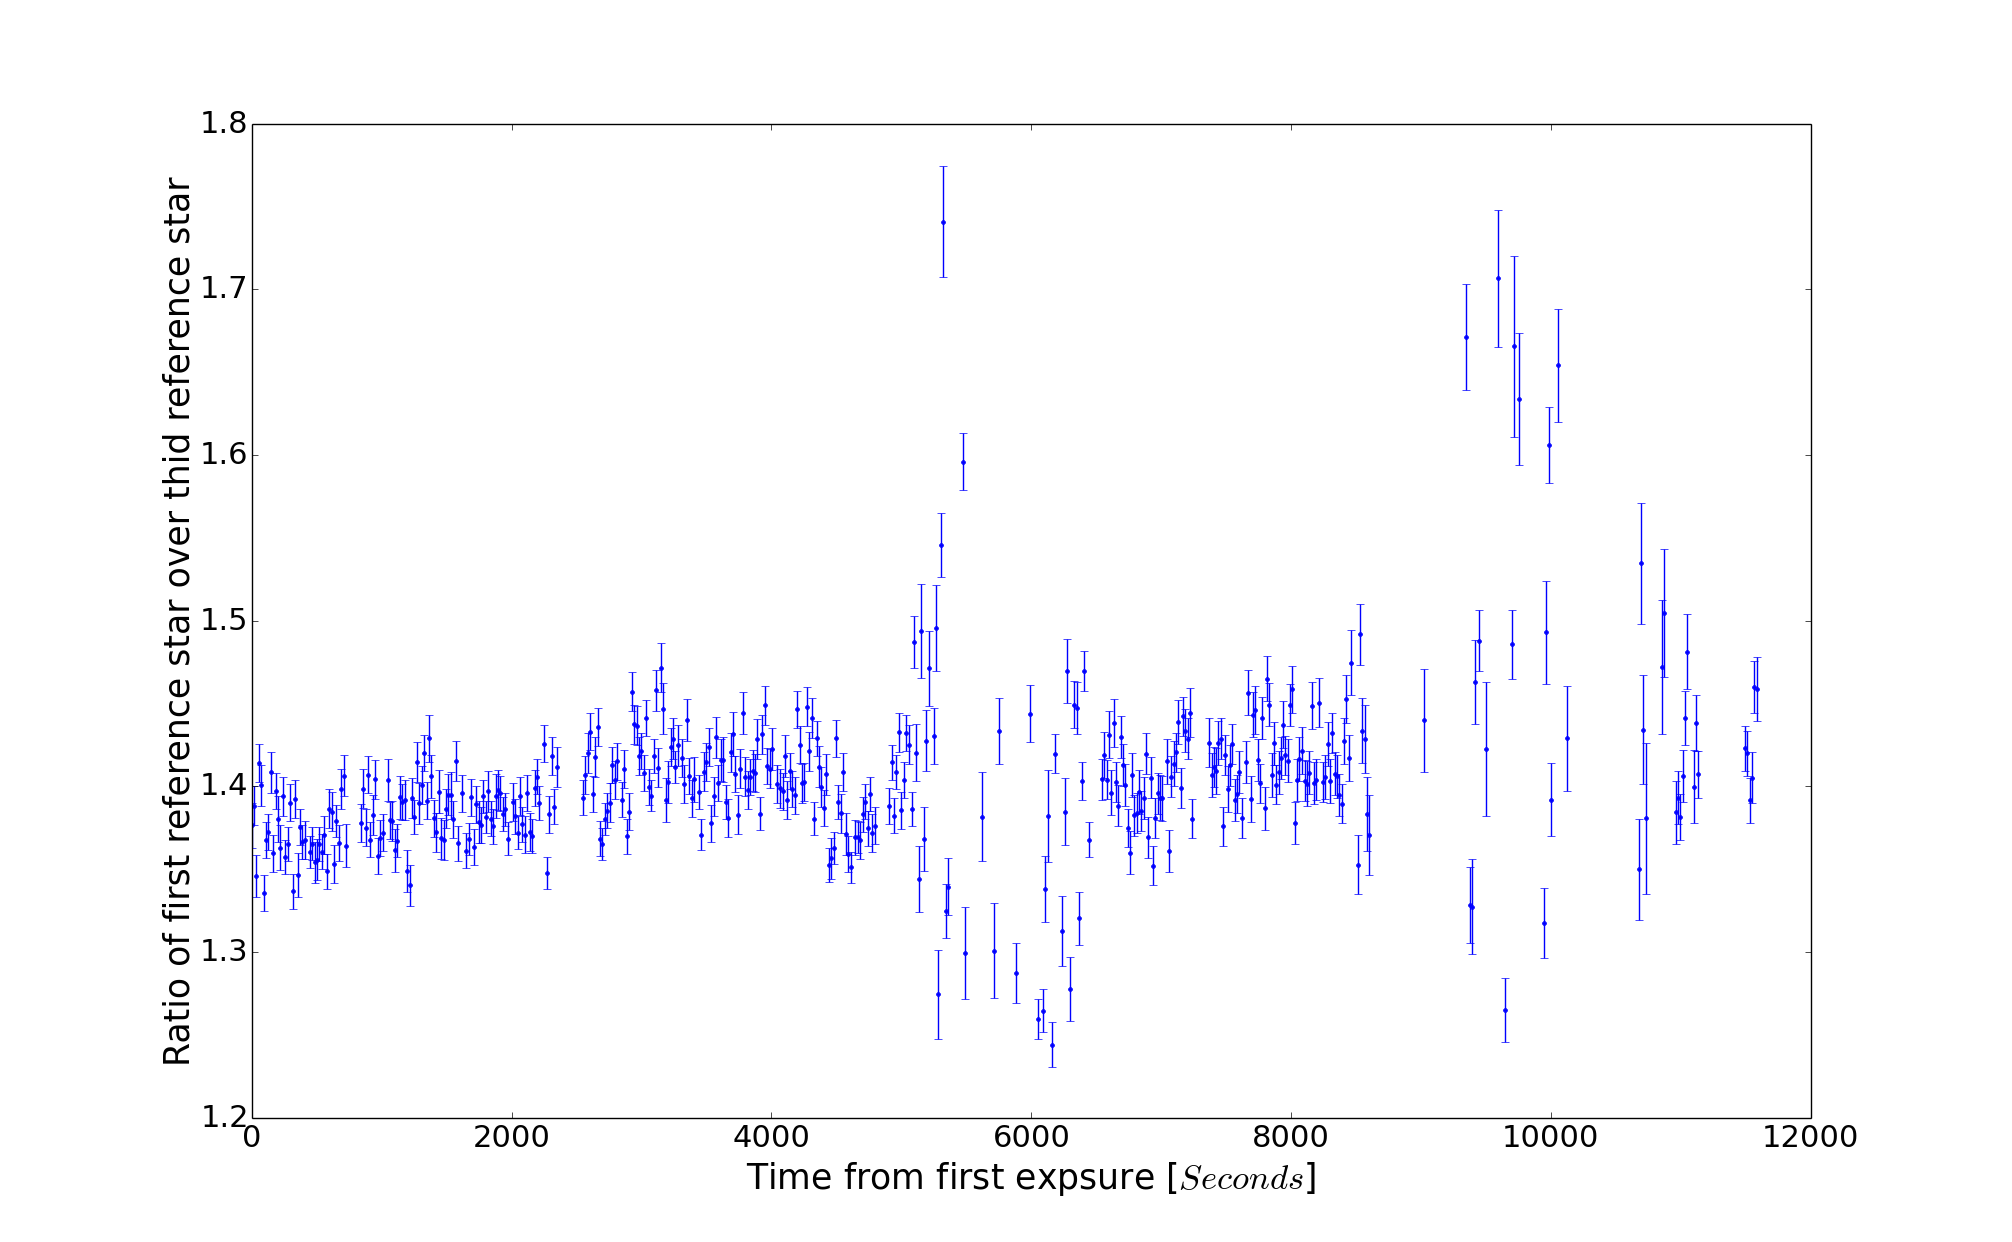 1.8
1.7
1.6
1.5
1.4
1.3
1.2
Ratio of first reference star over thid reference star
0 2000 4000 6000 8000 10000 12000
Time from first expsure [Seconds]